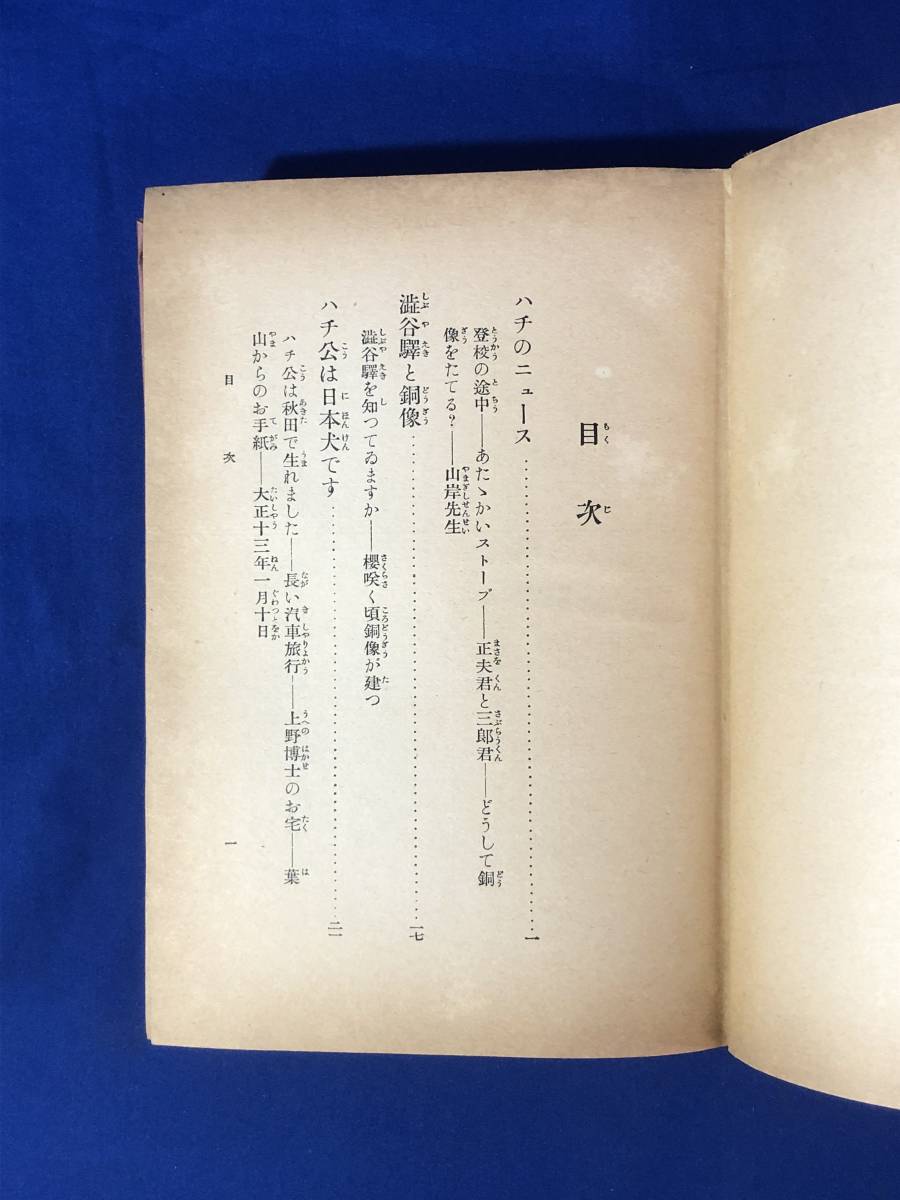 目次
ハチのニュース……………………一
登校の途中――あたゝかいストーブ――正夫君と三郎君――どうして銅
像をたてる?――山岸先生
澁谷驛と銅像……………………一七
澁谷驛を知つてゐますか――櫻咲く頃銅像が建つ
ハチ公は日本犬です……………………二一
ハチ公は秋田で生れました――長い汽車旅行――上野博士のお宅――葉
山からのお手紙――大正十三年一月十日
目次 一